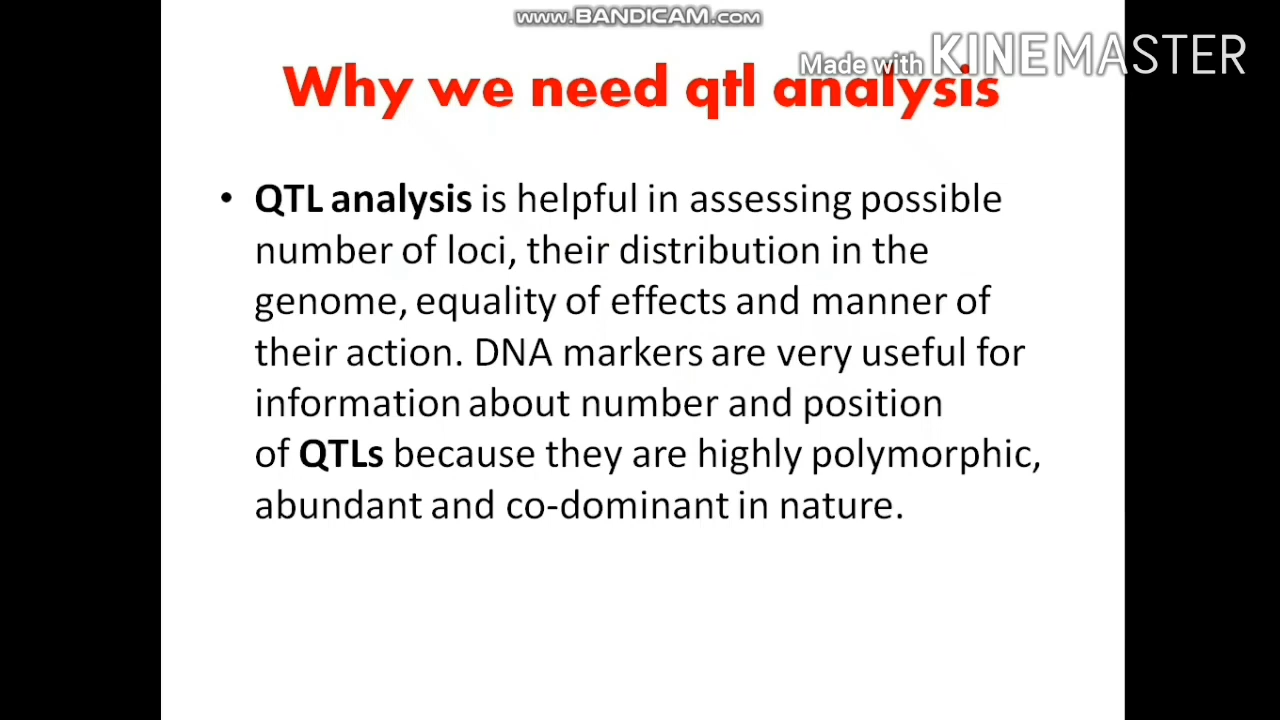 www.BANDICAM.com
Made with KINEMASTER
Why we need qtl analysis
• QTL analysis is helpful in assessing possible
number of loci, their distribution in the
genome, equality of effects and manner of
their action. DNA markers are very useful for
information about number and position
of QTLs because they are highly polymorphic,
abundant and co-dominant in nature.